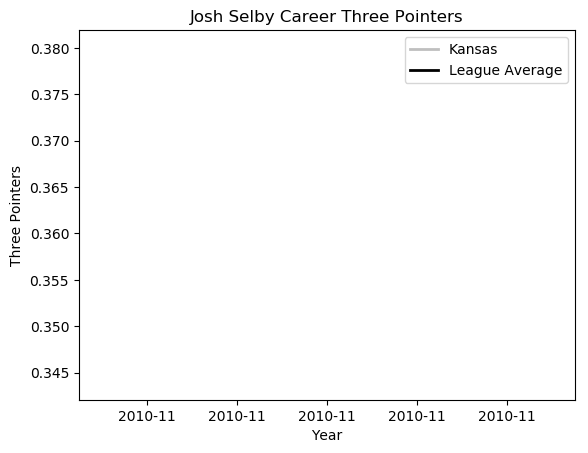 Josh Selby Career Three Pointers
Kansas
League Average
Three Pointers
0.380
0.375
0.370
0.365
0.360
0.355
0.350
0.345
2010-11 2010-11 2010-11 2010-11 2010-11
Year